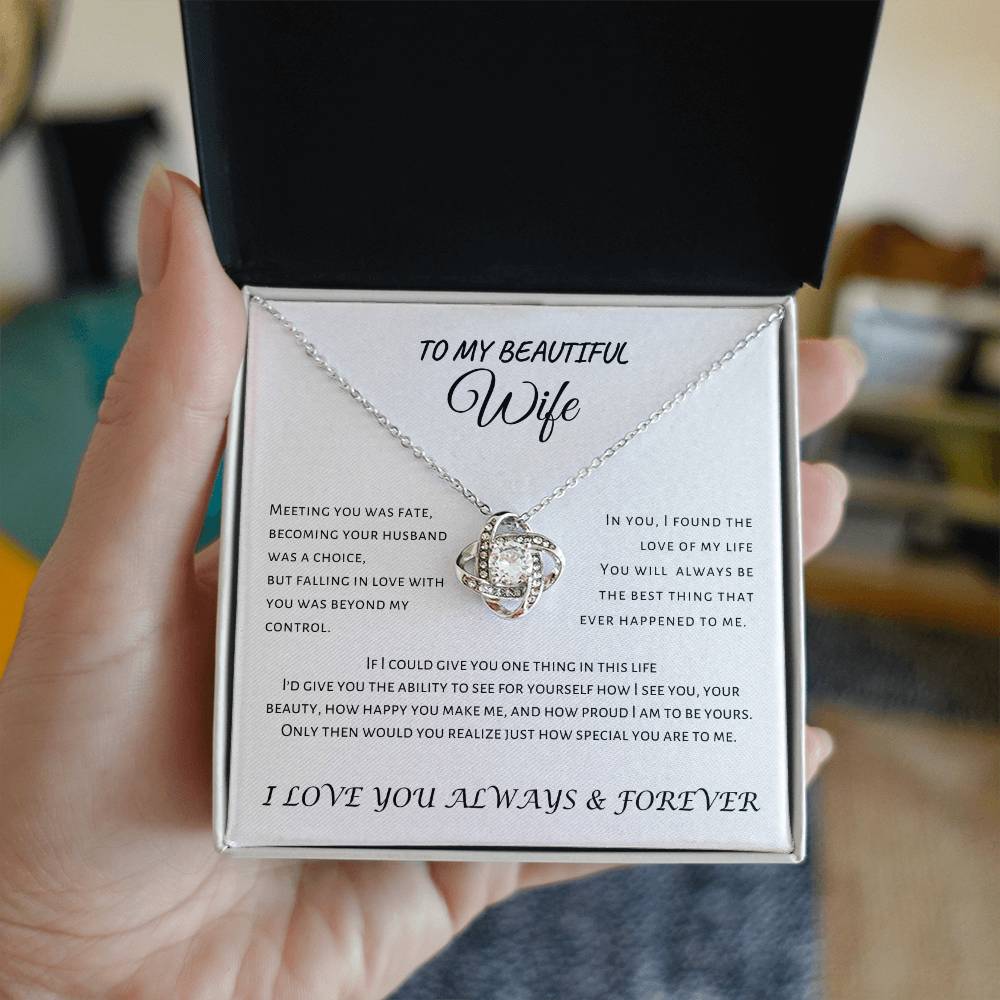 TO MY BEAUTIFUL
Wife
MEETING YOU WAS FATE,
BECOMING YOUR HUSBAND
WAS A CHOICE,
BUT FALLING IN LOVE WITH
YOU WAS BEYOND MY
CONTROL.
IN YOU, I FOUND THE
LOVE OF MY LIFE
YOU WILL ALWAYS BE
THE BEST THING THAT
EVER HAPPENED TO ME.
IF I COULD GIVE YOU ONE THING IN THIS LIFE
I'D GIVE YOU THE ABILITY TO SEE FOR YOURSELF HOW I SEE YOU, YOUR
BEAUTY, HOW HAPPY YOU MAKE ME, AND HOW PROUD I AM TO BE YOURS.
ONLY THEN WOULD YOU REALIZE JUST HOW SPECIAL YOU ARE TO ME.
I LOVE YOU ALWAYS & FOREVER